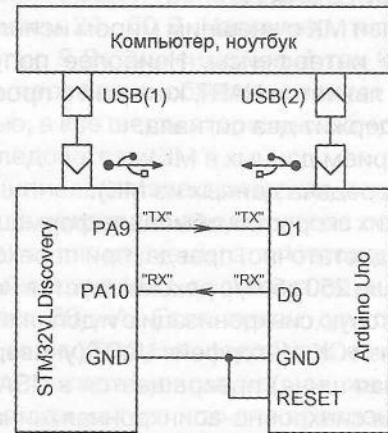 Компьютер, ноутбук
USB(1) USB(2)
PA9 "TX" "TX" D1
PA10 "RX" "RX" D0
GND GND
RESET
STM32VLDiscovery
Arduino Uno